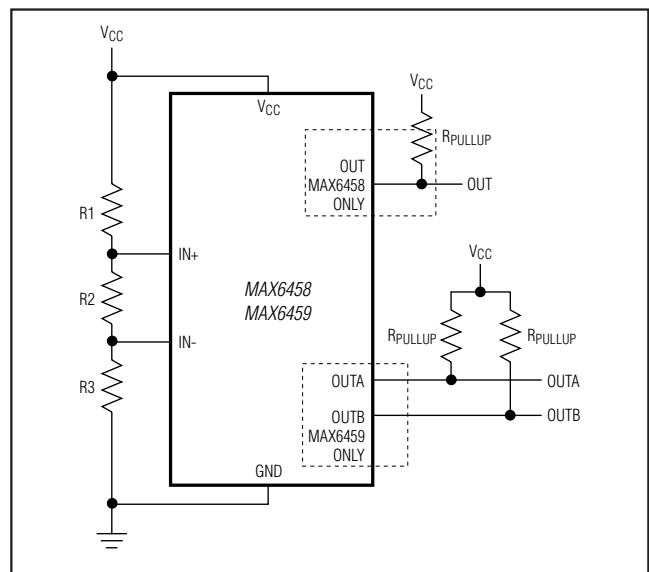 VCC
VCC
VCC
RPULLUP
OUT
MAX6458
ONLY
OUT
R1
IN+
R2
MAX6458
MAX6459
IN-
R3
VCC
RPULLUP
RPULLUP
OUTA
OUTA
OUTB
OUTB
MAX6459
ONLY
GND